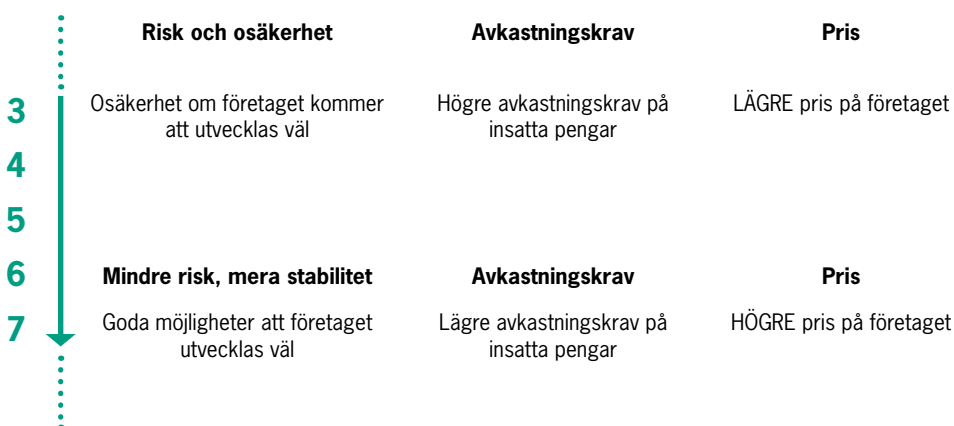 Risk och osäkerhet
Avkastningskrav
Pris
3
Osäkerhet om företaget kommer
att utvecklas väl
Högre avkastningskrav på
insatta pengar
LÄGRE pris på företaget
4
5
6
Mindre risk, mera stabilitet
Avkastningskrav
Pris
7
Goda möjligheter att företaget
utvecklas väl
Lägre avkastningskrav på
insatta pengar
HÖGRE pris på företaget